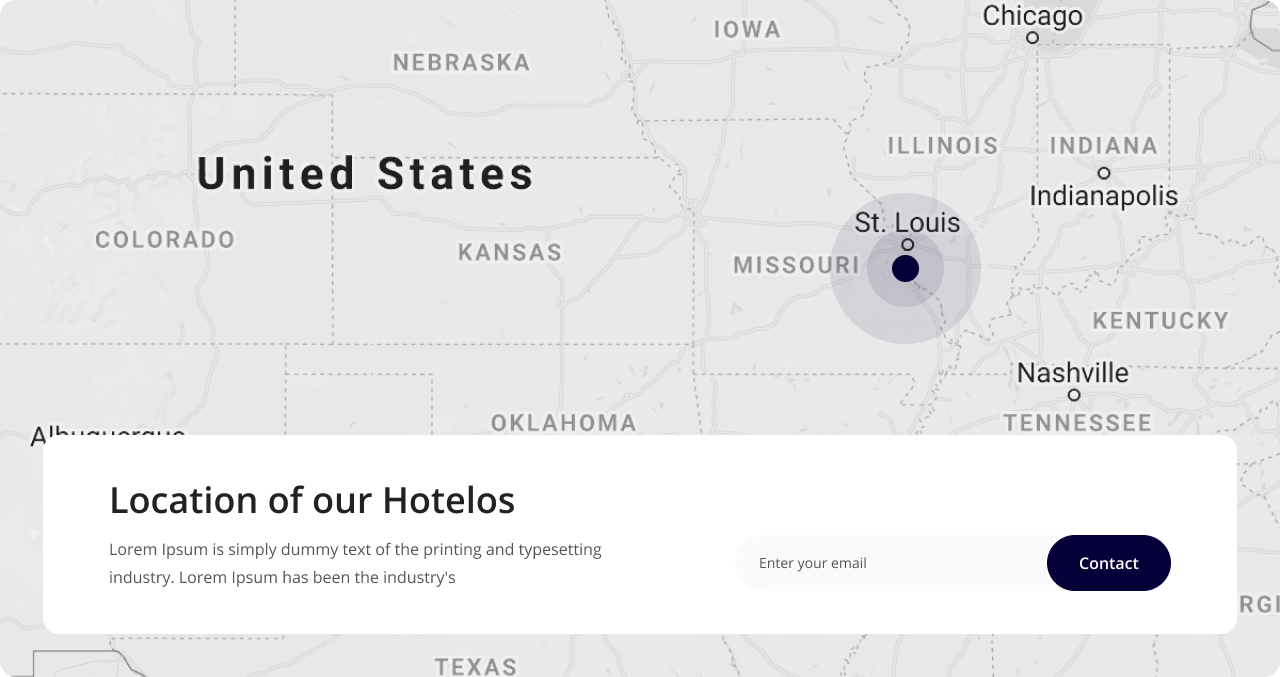 Chicago
IOWA
NEBRASKA
ILLINOIS
INDIANA
United States
Indianapolis
St. Louis
COLORADO
KANSAS
MISSOURI
KENTUCKY
Nashville
OKLAHOMA
TENNESSEE
Albuquerque
Location of our Hotelos
Lorem Ipsum is simply dummy text of the printing and typesetting
industry. Lorem Ipsum has been the industry's
Enter your email
Contact
RGI
TEXAS